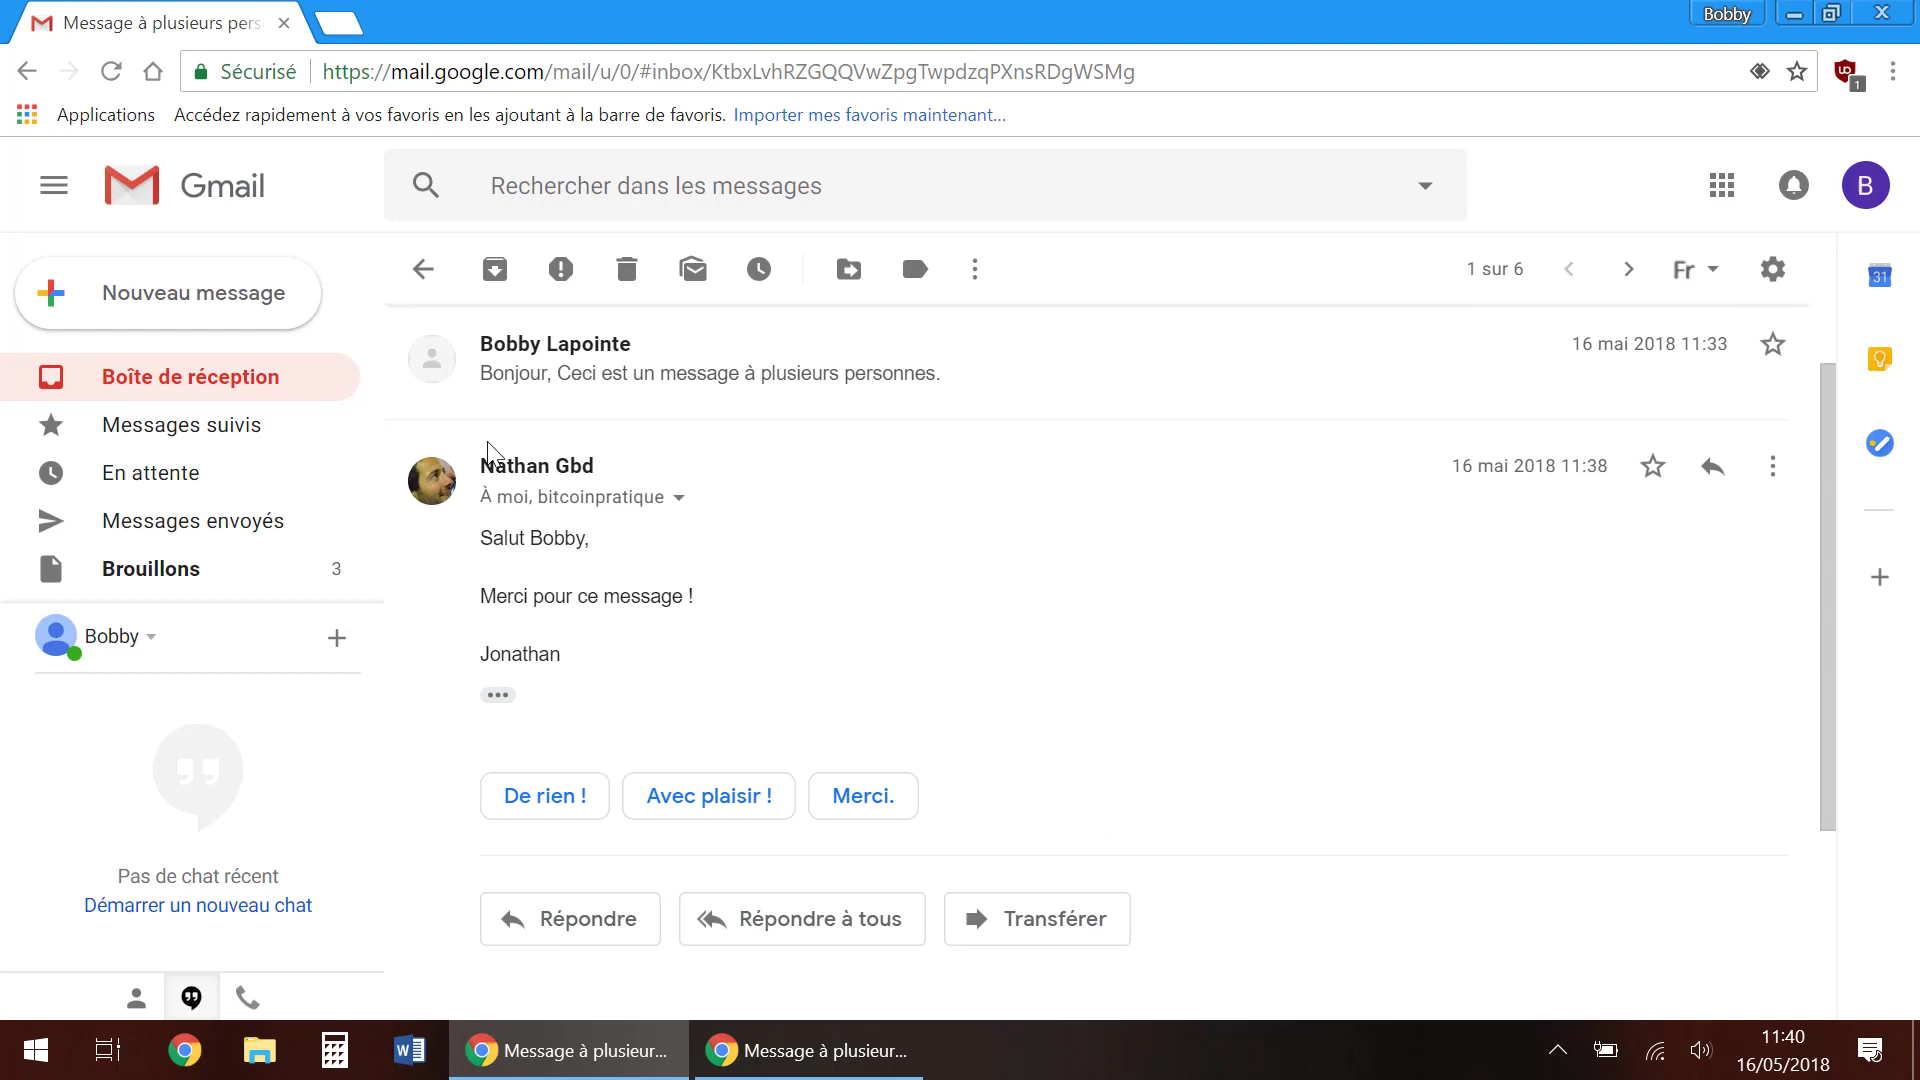 Message à plusieurs pers
Bobby
Sécurisé
https://mail.google.com/mail/u/0/#inbox/KtbxLvhRZGQQVwZpgTwpdzqPXnsRDgWSMg
1
Applications
Accédez rapidement à vos favoris en les ajoutant à la barre de favoris. Importer mes favoris maintenant...
Gmail
Rechercher dans les messages
B
Nouveau message
1 sur 6
Fr
31
Boîte de réception
Messages suivis
En attente
Messages envoyés
Brouillons 3
Bobby Lapointe
16 mai 2018 11:33
Bonjour, Ceci est un message à plusieurs personnes.
Nathan Gbd
16 mai 2018 11:38
À moi, bitcoinpratique
Salut Bobby,
Merci pour ce message !
Jonathan
De rien !
Avec plaisir !
Merci.
Répondre
Répondre à tous
Transférer
Bobby
Pas de chat récent
Démarrer un nouveau chat
Message à plusieur...
Message à plusieur...
11:40
16/05/2018